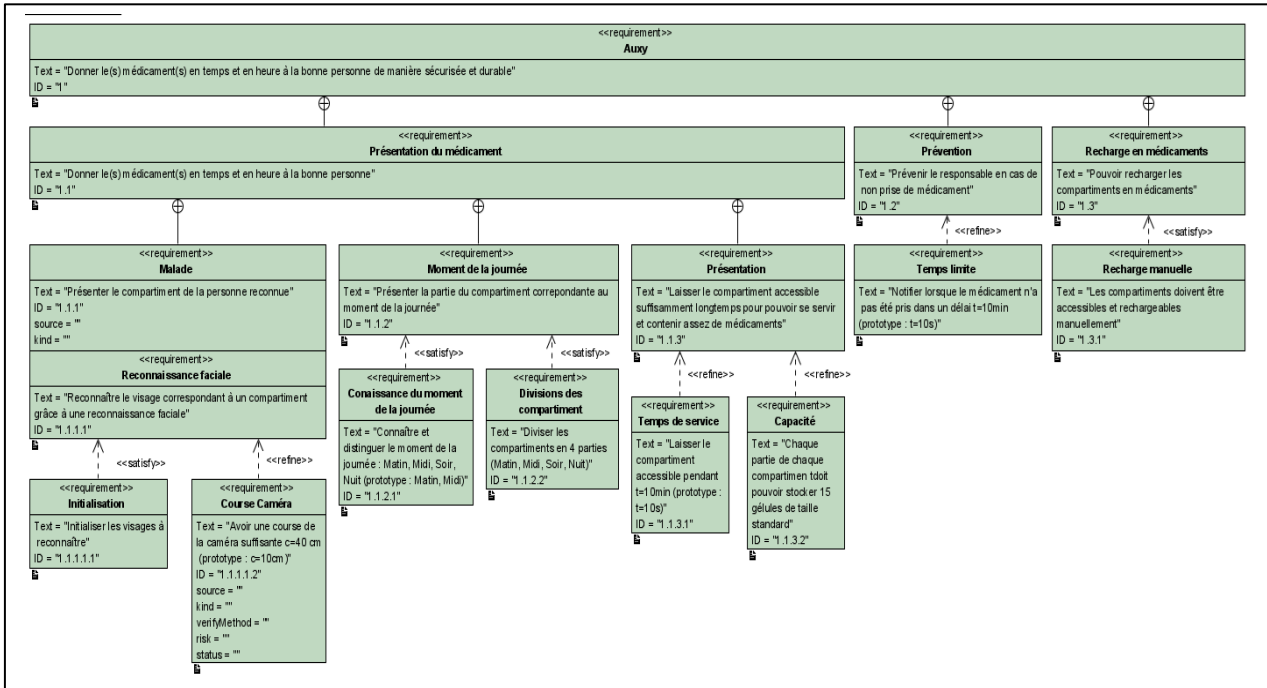 <<requirement>>
Auxy
Text = "Donner le(s) médicament(s) en temps et en heure à la bonne personne de manière sécurisée et durable"
ID = "1"
<<requirement>>
Présentation du médicament
Text = "Donner le(s) médicament(s) en temps et en heure à la bonne personne"
ID = "1.1"
<<requirement>>
Prévention
Text = "Prévenir le responsable en cas de
non prise de médicament"
ID = "1.2"
<<requirement>>
Recharge en médicaments
Text = "Pouvoir recharger les
compartiments en médicaments"
ID = "1.3"
<<refine>>
<<satisfy>>
<<requirement>>
Malade
Text = "Présenter le compartiment de la personne reconnue"
ID = "1.1.1"
source = ""
kind = ""
<<requirement>>
Moment de la journée
Text = "Présenter la partie du compartiment correpondante au
moment de la journée"
ID = "1.1.2"
<<requirement>>
Présentation
Text = "Laisser le compartiment accessible
suffisamment longtemps pour pouvoir se servir
et contenir assez de médicaments"
ID = "1.1.3"
<<requirement>>
Temps limite
Text = "Notifier lorsque le médicament n'a
pas été pris dans un délai t=10min
(prototype : t=10s)"
<<requirement>>
Recharge manuelle
Text = "Les compartiments doivent être
accessibles et rechargeables
manuellement"
ID = "1.3.1"
<<requirement>>
Reconnaissance faciale
Text = "Reconnaître le visage correspondant à un compartiment
grâce à une reconnaissance faciale"
ID = "1.1.1.1"
<<satisfy>>
<<satisfy>>
<<refine>>
<<refine>>
<<requirement>>
Conaissance du moment
de la journée
Text = "Connaître et
distinguer le moment de la
journée : Matin, Midi, Soir,
Nuit (prototype : Matin, Midi)"
ID = "1.1.2.1"
<<requirement>>
Divisions des
compartiment
Text = "Diviser les
compartiments en 4 parties
(Matin, Midi, Soir, Nuit)"
ID = "1.1.2.2"
<<requirement>>
Temps de service
Text = "Laisser le
compartiment
accessible pendant
t=10min (prototype :
t=10s)"
ID = "1.1.3.1"
<<requirement>>
Capacité
Text = "Chaque
partie de chaque
compartimen tdoit
pouvoir stocker 15
gélules de taille
standard"
ID = "1.1.3.2"
<<satisfy>>
<<refine>>
<<requirement>>
Initialisation
Text = "Initialiser les visages à
reconnaître"
ID = "1.1.1.1.1"
<<requirement>>
Course Caméra
Text = "Avoir une course de
la caméra suffisante c=40 cm
(prototype : c=10cm)"
ID = "1.1.1.1.2"
source = ""
kind = ""
verifyMethod = ""
risk = ""
status = ""